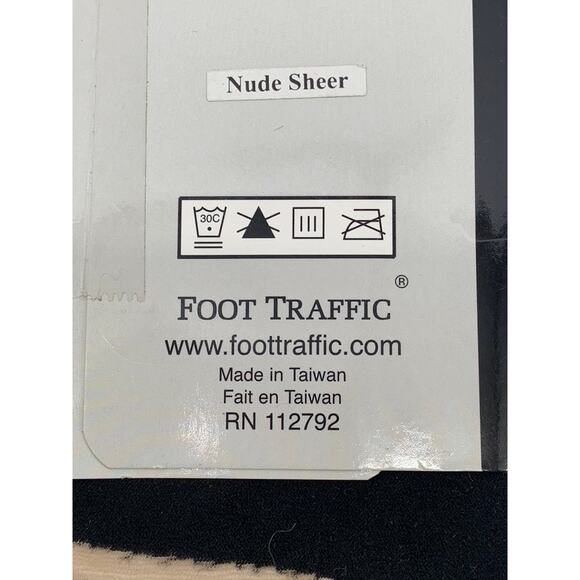 Nude Sheer
30C
FOOT TRAFFIC ®
www.foottraffic.com
Made in Taiwan
Fait en Taiwan
RN 112792